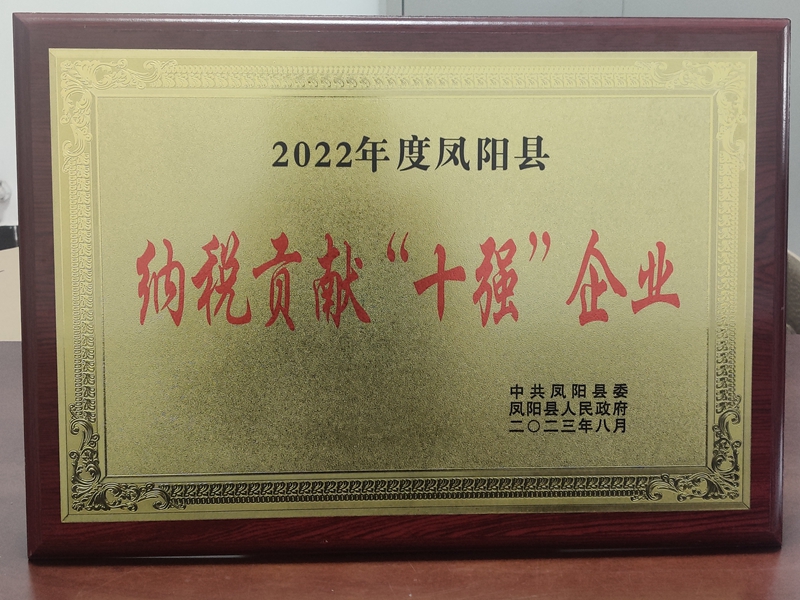 2022年度凤阳县
纳税贡献“十强”企业
中共凤阳县委
凤阳县人民政府
二〇二三年八月